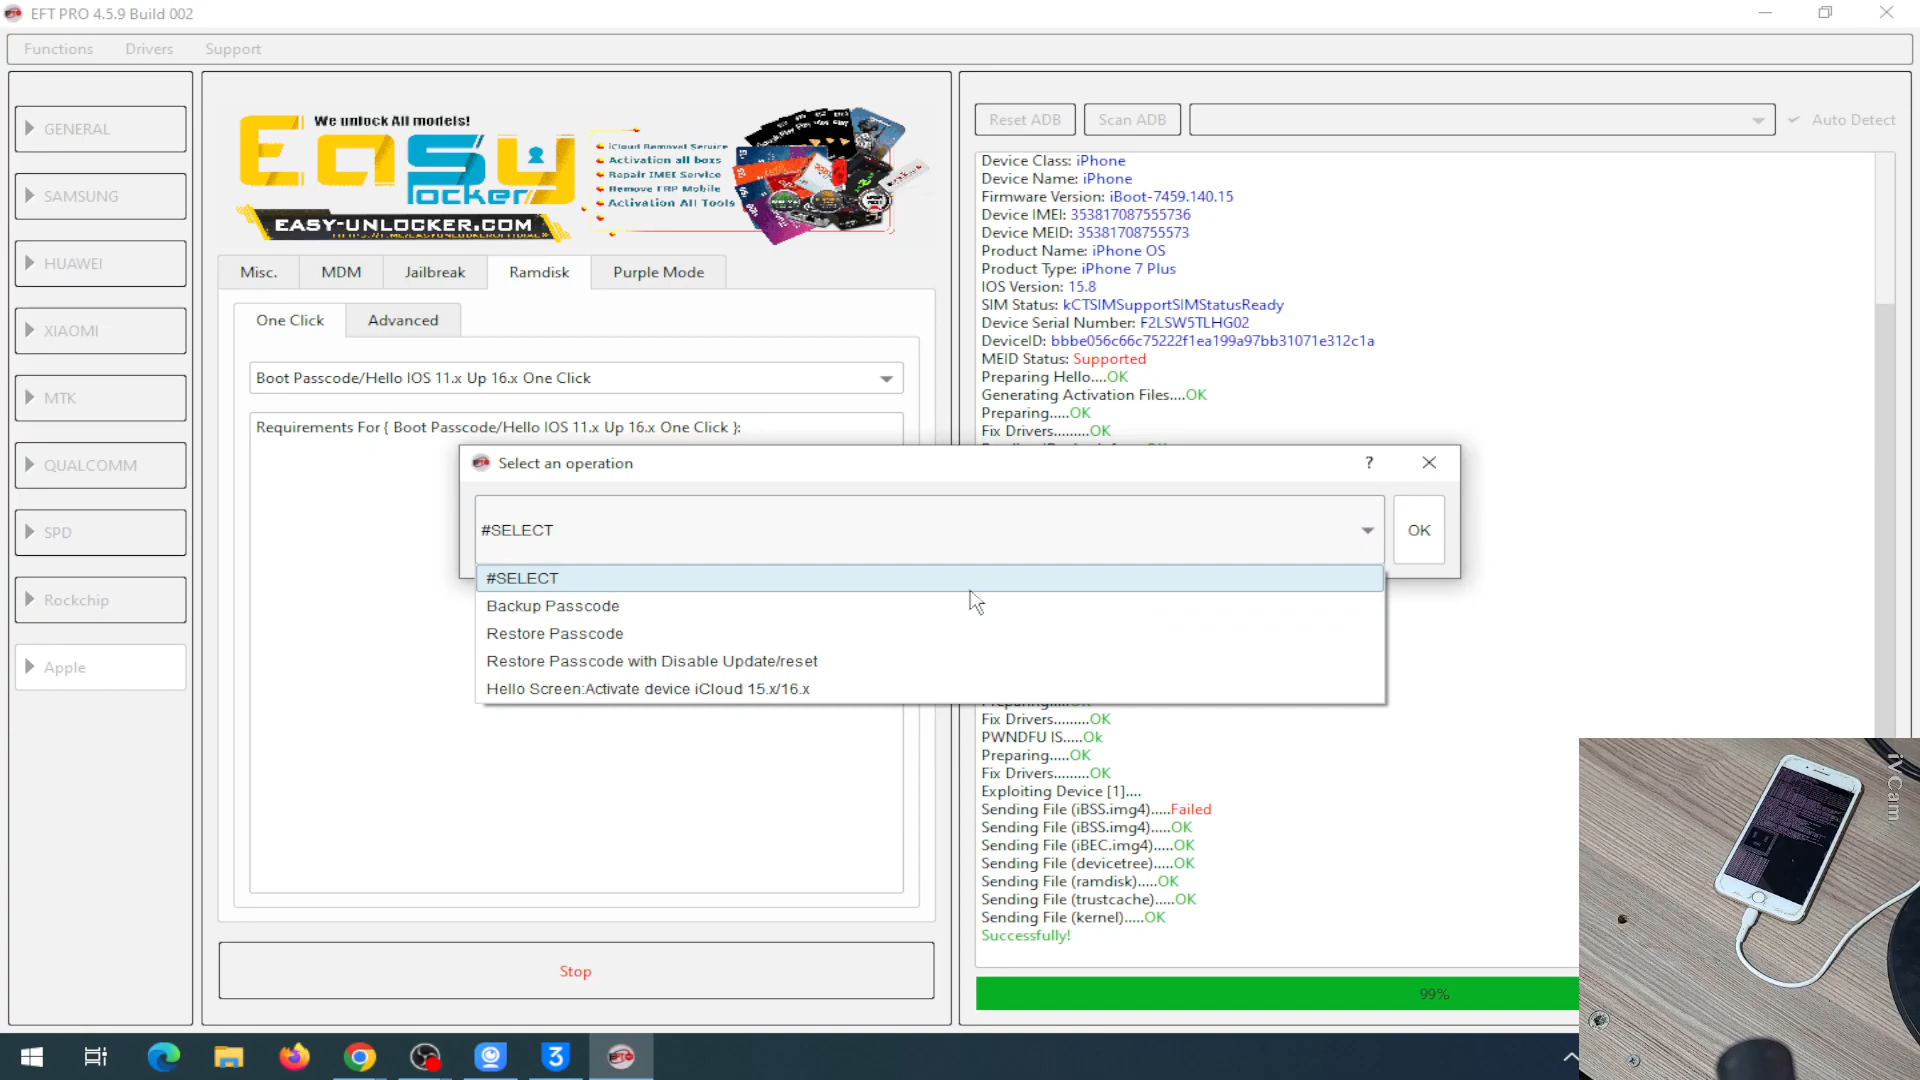 EFT PRO 4.5.9 Build 002
Functions
Drivers
Support
GENERAL
SAMSUNG
HUAWEI
XIAOMI
MTK
QUALCOMM
SPD
Rockchip
Apple
We unlock All models!
Easy
locker
EASY-UNLOCKER.COM
iCloud Removal Service
Activation all boxs
Repair IMEI Service
Remove FRP Mobile
Activation All Tools
Misc.
MDM
Jailbreak
Ramdisk
Purple Mode
One Click
Advanced
Boot Passcode/Hello IOS 11.x Up 16.x One Click
Requirements For { Boot Passcode/Hello IOS 11.x Up 16.x One Click }:
Stop
Reset ADB
Scan ADB
Auto Detect
Device Class: iPhone
Device Name: iPhone
Firmware Version: iBoot-7459.140.15
Device IMEI: 353817087555736
Device MEID: 35381708755573
Product Name: iPhone OS
Product Type: iPhone 7 Plus
IOS Version: 15.8
SIM Status: kCTSIMSupportSIMStatusReady
Device Serial Number: F2LSW5TLHG02
DeviceID: bbbe056c66c75222f1ea199a97bb31071e312c1a
MEID Status: Supported
Preparing Hello....OK
Generating Activation Files....OK
Preparing.....OK
Fix Drivers.........OK
Select an operation
?
#SELECT
OK
#SELECT
Backup Passcode
Restore Passcode
Restore Passcode with Disable Update/reset
Hello Screen:Activate device iCloud 15.x/16.x
Preparing.....OK
Fix Drivers.........OK
PWNDFU IS.....Ok
Preparing.....OK
Fix Drivers.........OK
Exploiting Device [1]....
Sending File (iBSS.img4).....Failed
Sending File (iBSS.img4).....OK
Sending File (iBEC.img4).....OK
Sending File (devicetree).....OK
Sending File (ramdisk).....OK
Sending File (trustcache).....OK
Sending File (kernel).....OK
Successfully!
99%
iVCam
3
EFT